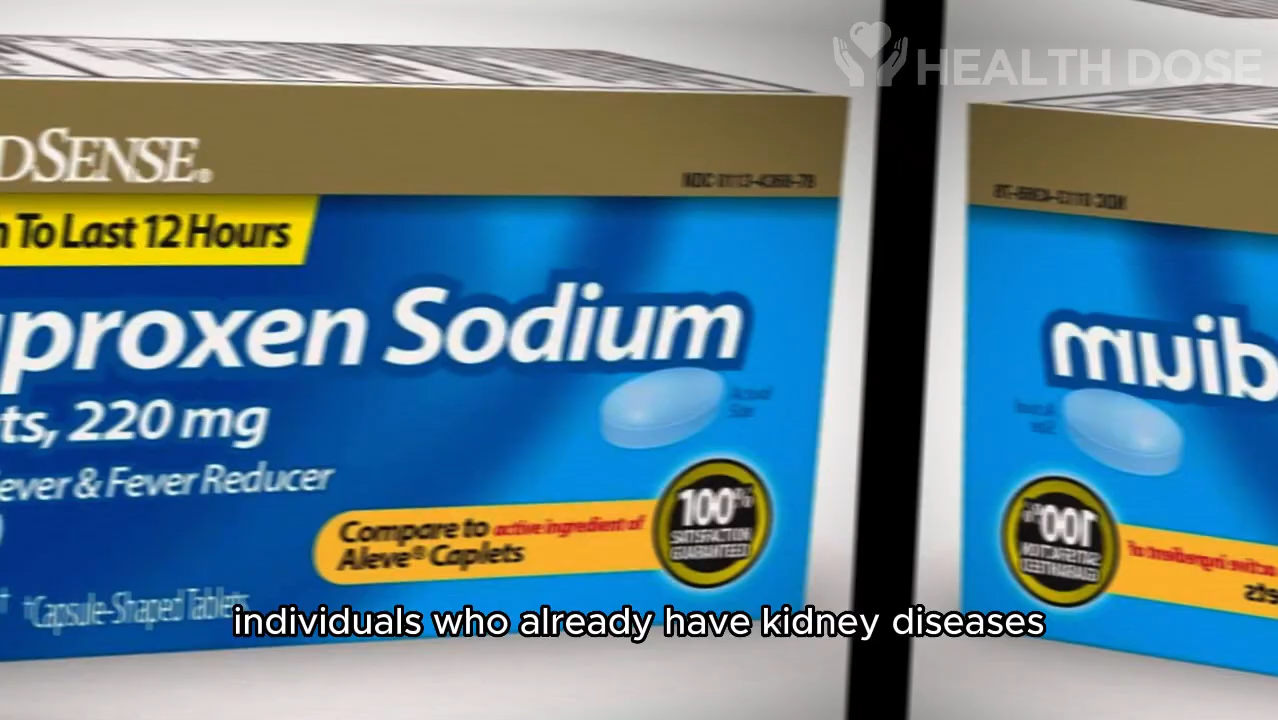 HEALTH DOSE
DSENSE®
To Last 12 Hours
proxen Sodium
ts, 220 mg
ever & Fever Reducer
Compare to active ingredient of
Aleve® Caplets
100%
SATISFACTION
GUARANTEED
†Capsule-Shaped Tablets
individuals who already have kidney diseases